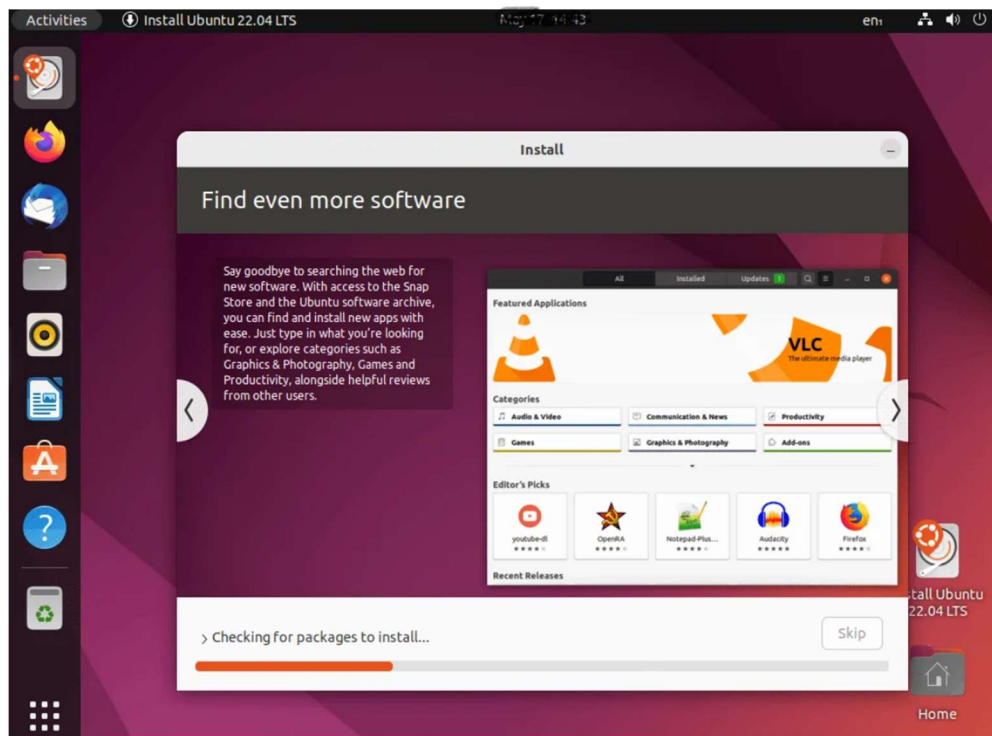 Activities
Install Ubuntu 22.04 LTS
en₁
Install
Find even more software
Say goodbye to searching the web for
new software. With access to the Snap
Store and the Ubuntu software archive,
you can find and install new apps with
ease. Just type in what you're looking
for, or explore categories such as
Graphics & Photography, Games and
Productivity, alongside helpful reviews
from other users.
All
Installed
Updates
Featured Applications
VLC
The ultimate media player
Categories
Audio & Video
Communication & News
Productivity
Games
Graphics & Photography
Add-ons
Editor's Picks
youtube-dl
OpenRA
Notepad-Plus...
Audacity
Firefox
Recent Releases
> Checking for packages to install...
Skip
tall Ubuntu
22.04 LTS
Home